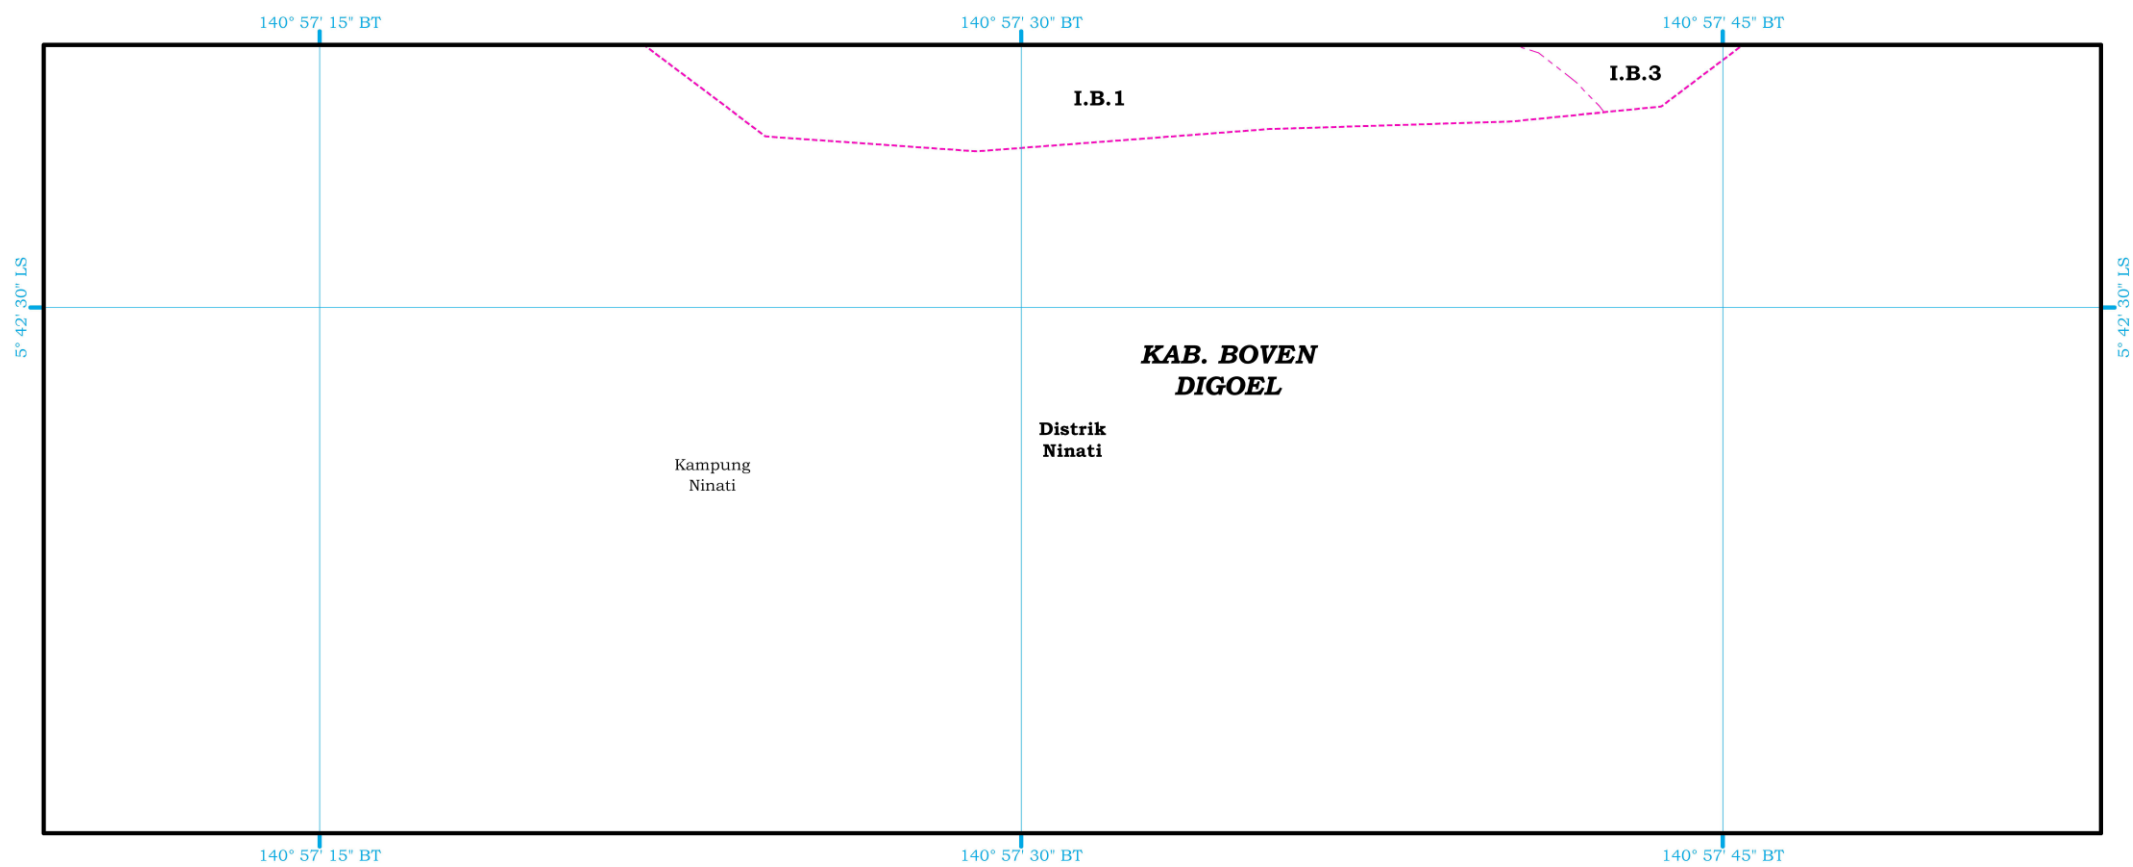 140° 57' 15" BT
140° 57' 30" BT
140° 57' 45" BT
I.B.3
I.B.1
5° 42' 30" LS
5° 42' 30" LS
KAB. BOVEN
DIGOEL
Distrik
Ninati
Kampung
Ninati
140° 57' 15" BT
140° 57' 30" BT
140° 57' 45" BT